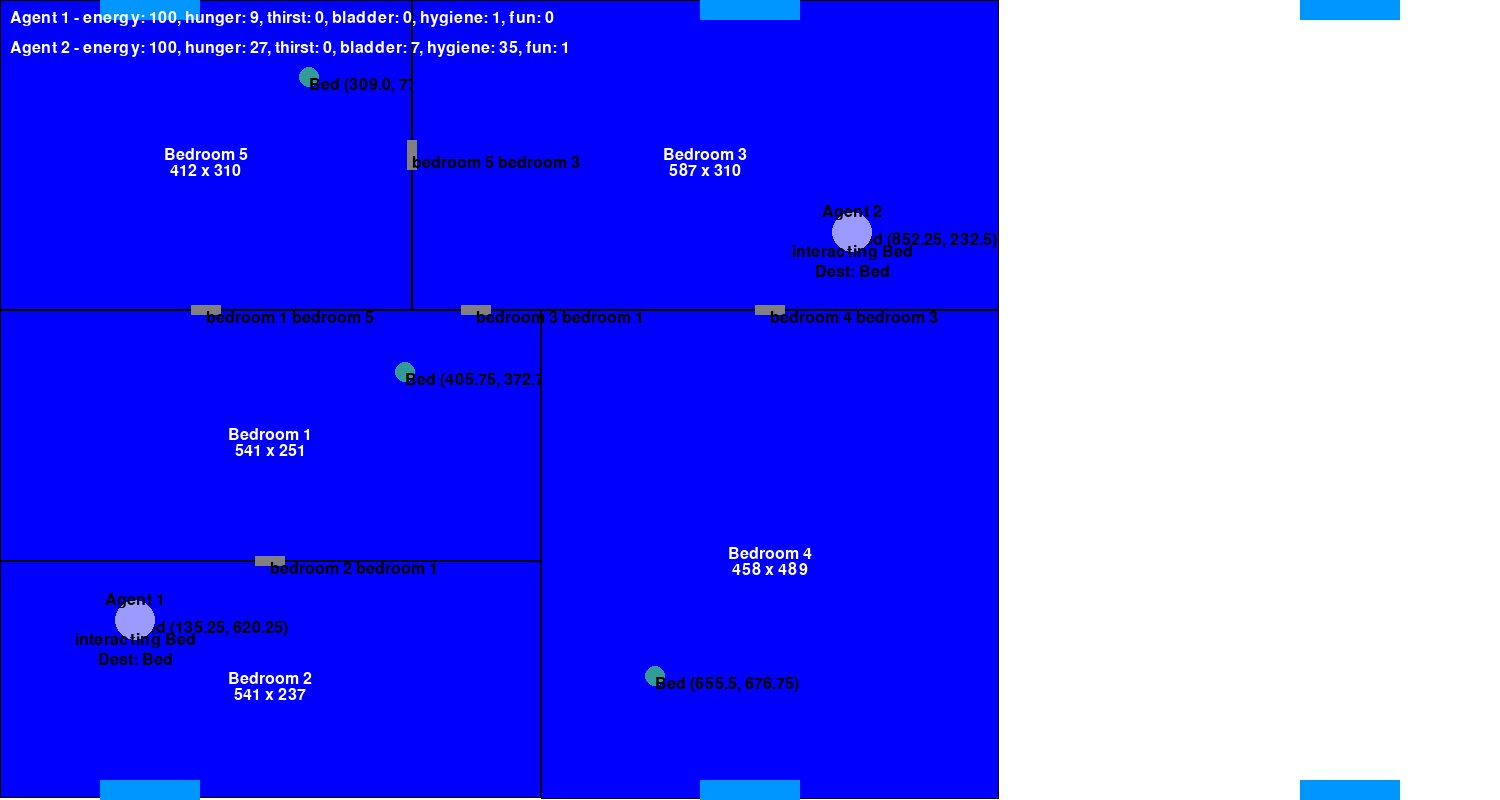 Agent 1 - energy: 100, hunger: 9, thirst: 0, bladder: 0, hygiene: 1, fun: 0
Agent 2 - energy: 100, hunger: 27, thirst: 0, bladder: 7, hygiene: 35, fun: 1
Bed (309.0, 7
Bedroom 5
412 x 310
bedroom 5 bedroom 3
Bedroom 3
587 x 310
Agent 2
d (852.25, 232.5)
interacting Bed
Dest: Bed
bedroom 1 bedroom 5
bedroom 3 bedroom 1
bedroom 4 bedroom 3
Bed (405.75, 372.7
Bedroom 1
541 x 251
Bedroom 4
458 x 489
bedroom 2 bedroom 1
Agent 1
d (135.25, 620.25)
interacting Bed
Dest: Bed
Bedroom 2
541 x 237
Bed (655.5, 676.75)